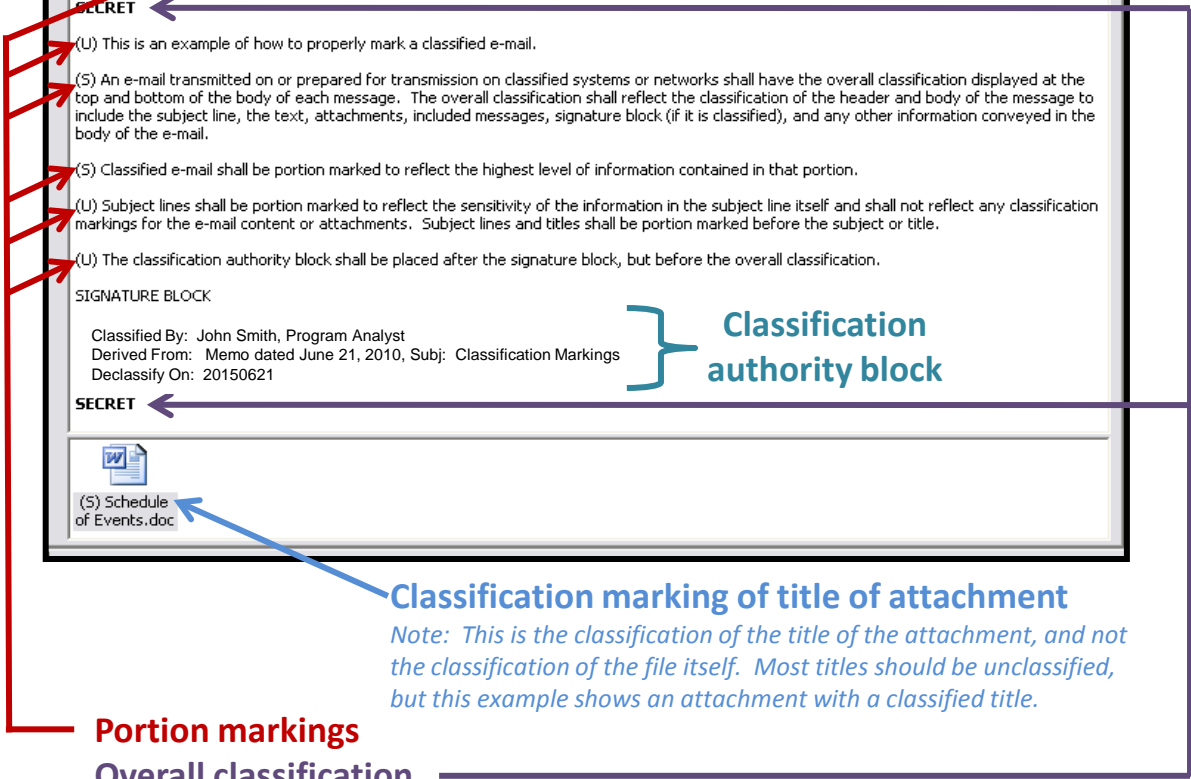 SECRET
(U) This is an example of how to properly mark a classified e-mail.
(S) An e-mail transmitted on or prepared for transmission on classified systems or networks shall have the overall classification displayed at the
top and bottom of the body of each message. The overall classification shall reflect the classification of the header and body of the message to
include the subject line, the text, attachments, included messages, signature block (if it is classified), and any other information conveyed in the
body of the e-mail.
(S) Classified e-mail shall be portion marked to reflect the highest level of information contained in that portion.
(U) Subject lines shall be portion marked to reflect the sensitivity of the information in the subject line itself and shall not reflect any classification
markings for the e-mail content or attachments. Subject lines and titles shall be portion marked before the subject or title.
(U) The classification authority block shall be placed after the signature block, but before the overall classification.
SIGNATURE BLOCK
Classified By: John Smith, Program Analyst
Derived From: Memo dated June 21, 2010, Subj: Classification Markings
Declassify On: 20150621
Classification
authority block
SECRET
(S) Schedule
of Events.doc
Classification marking of title of attachment
Note: This is the classification of the title of the attachment, and not
the classification of the file itself. Most titles should be unclassified,
but this example shows an attachment with a classified title.
Portion markings
Overall classification